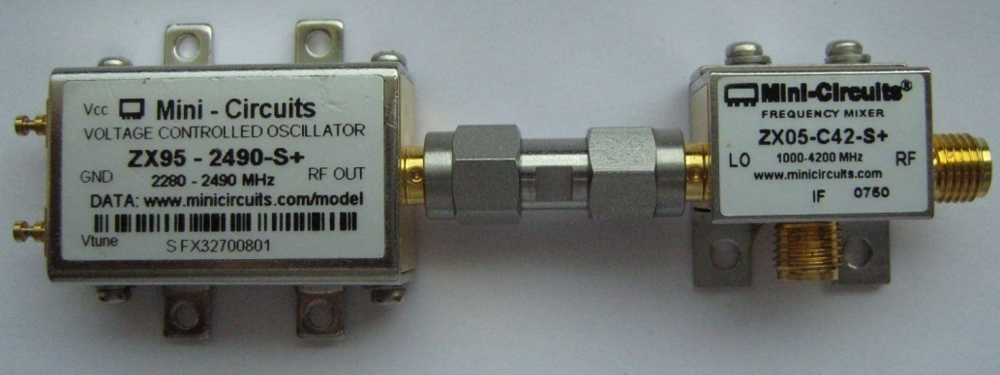 Vcc Mini - Circuits
VOLTAGE CONTROLLED OSCILLATOR
ZX95 - 2490-S+
GND 2280 - 2490 MHz RF OUT
DATA: www.minicircuits.com/model
Vtune SFX32700801
Mini-Circuits®
FREQUENCY MIXER
ZX05-C42-S+
LO 1000-4200 MHz RF
www.minicircuits.com
IF 0750